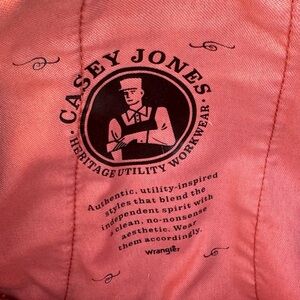 CASEY JONES
· HERITAGE UTILITY WORKWEAR ·
Authentic, utility-inspired
styles that blend the
independent spirit with
a clean, no-nonsense
aesthetic. Wear
them accordingly.
wrangler